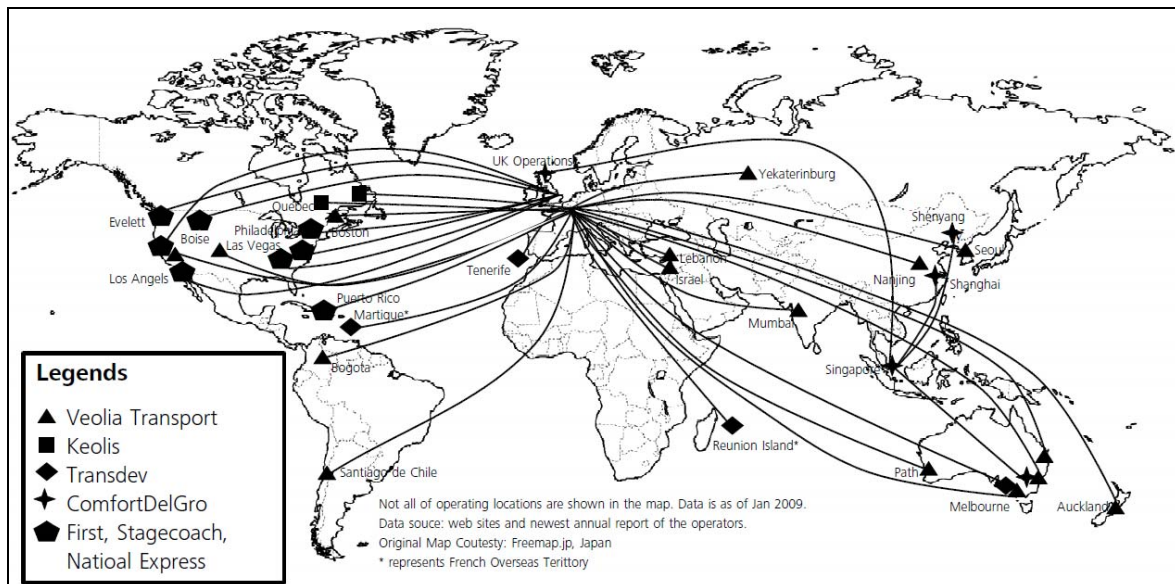 UK Operations
Yekaterinburg
Quebec
Evelett
Boise
Philadelphia
Boston
Las Vegas
Shenyang
Seoul
Los Angels
Tenerife
Lebanon
Israel
Nanjing
Shanghai
Puerto Rico
Martique*
Mumbai
Bogota
Singapore
Reunion Island*
Santiago de Chile
Path
Melbourne
Auckland
Legends
Veolia Transport
Keolis
Transdev
ComfortDelGro
First, Stagecoach,
Natioal Express
Not all of operating locations are shown in the map. Data is as of Jan 2009.
Data souce: web sites and newest annual report of the operators.
Original Map Coutesty: Freemap.jp, Japan
* represents French Overseas Terittory